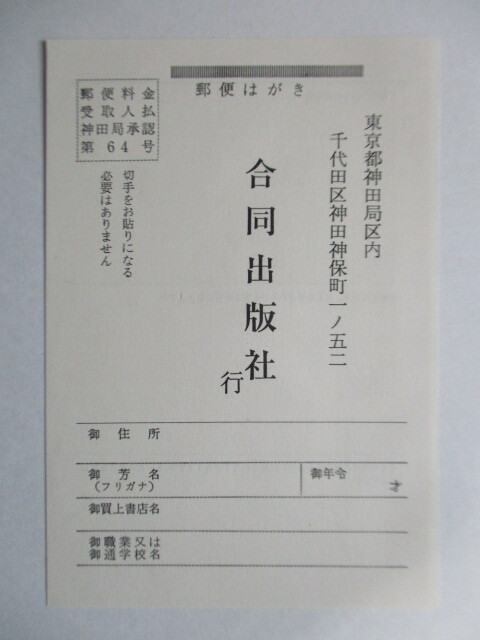 郵便はがき
郵便料金
受取人払
神田局承認
第64号
切手をお貼りになる
必要はありません
東京都神田局区内
千代田区神田神保町一ノ五二
合同出版社
行
御住所
御芳名
(フリガナ)
御年令
才
御買上書店名
御職業又は
御通学校名